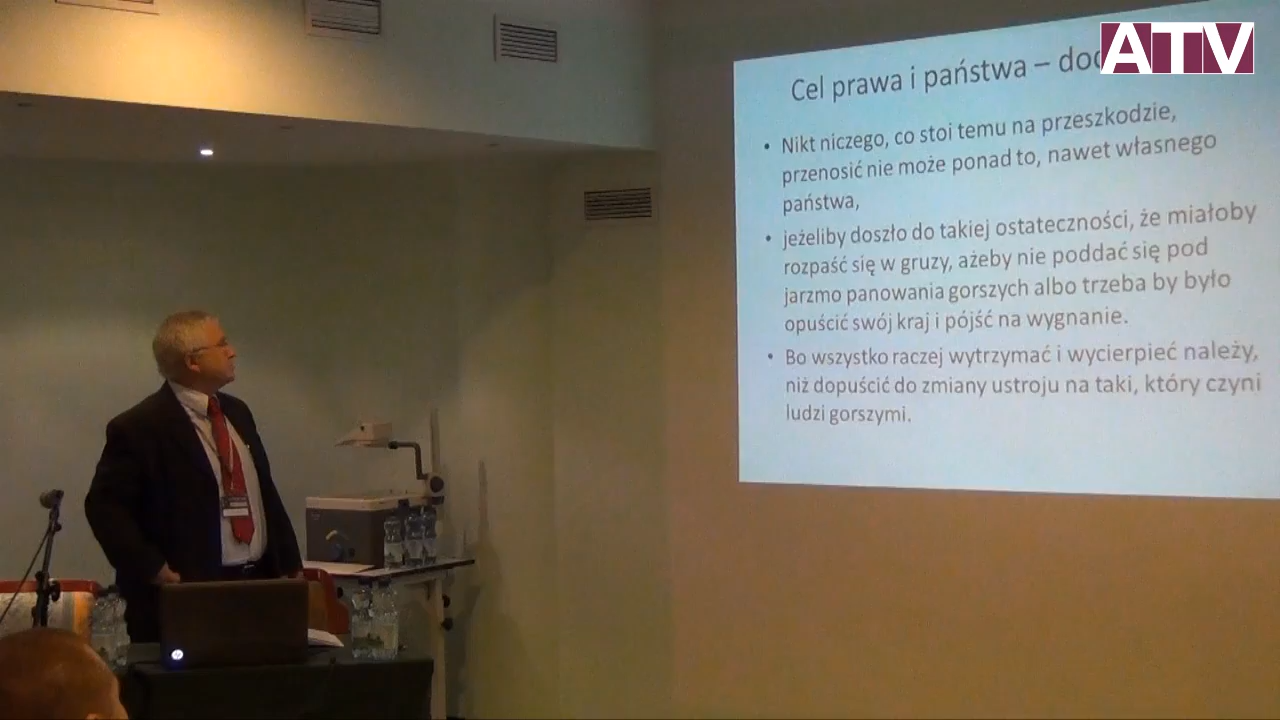 ATV
Cel prawa i państwa –
• Nikt niczego, co stoi temu na przeszkodzie,
przenosić nie może ponad to, nawet własnego
państwa,
• jeżeliby doszło do takiej ostateczności, że miałoby
rozpaść się w gruzy, ażeby nie poddać się pod
jarzmo panowania gorszych albo trzeba by było
opuścić swój kraj i pójść na wygnanie.
• Bo wszystko raczej wytrzymać i wycierpieć należy,
niż dopuścić do zmiany ustroju na taki, który czyni
ludzi gorszymi.
hp